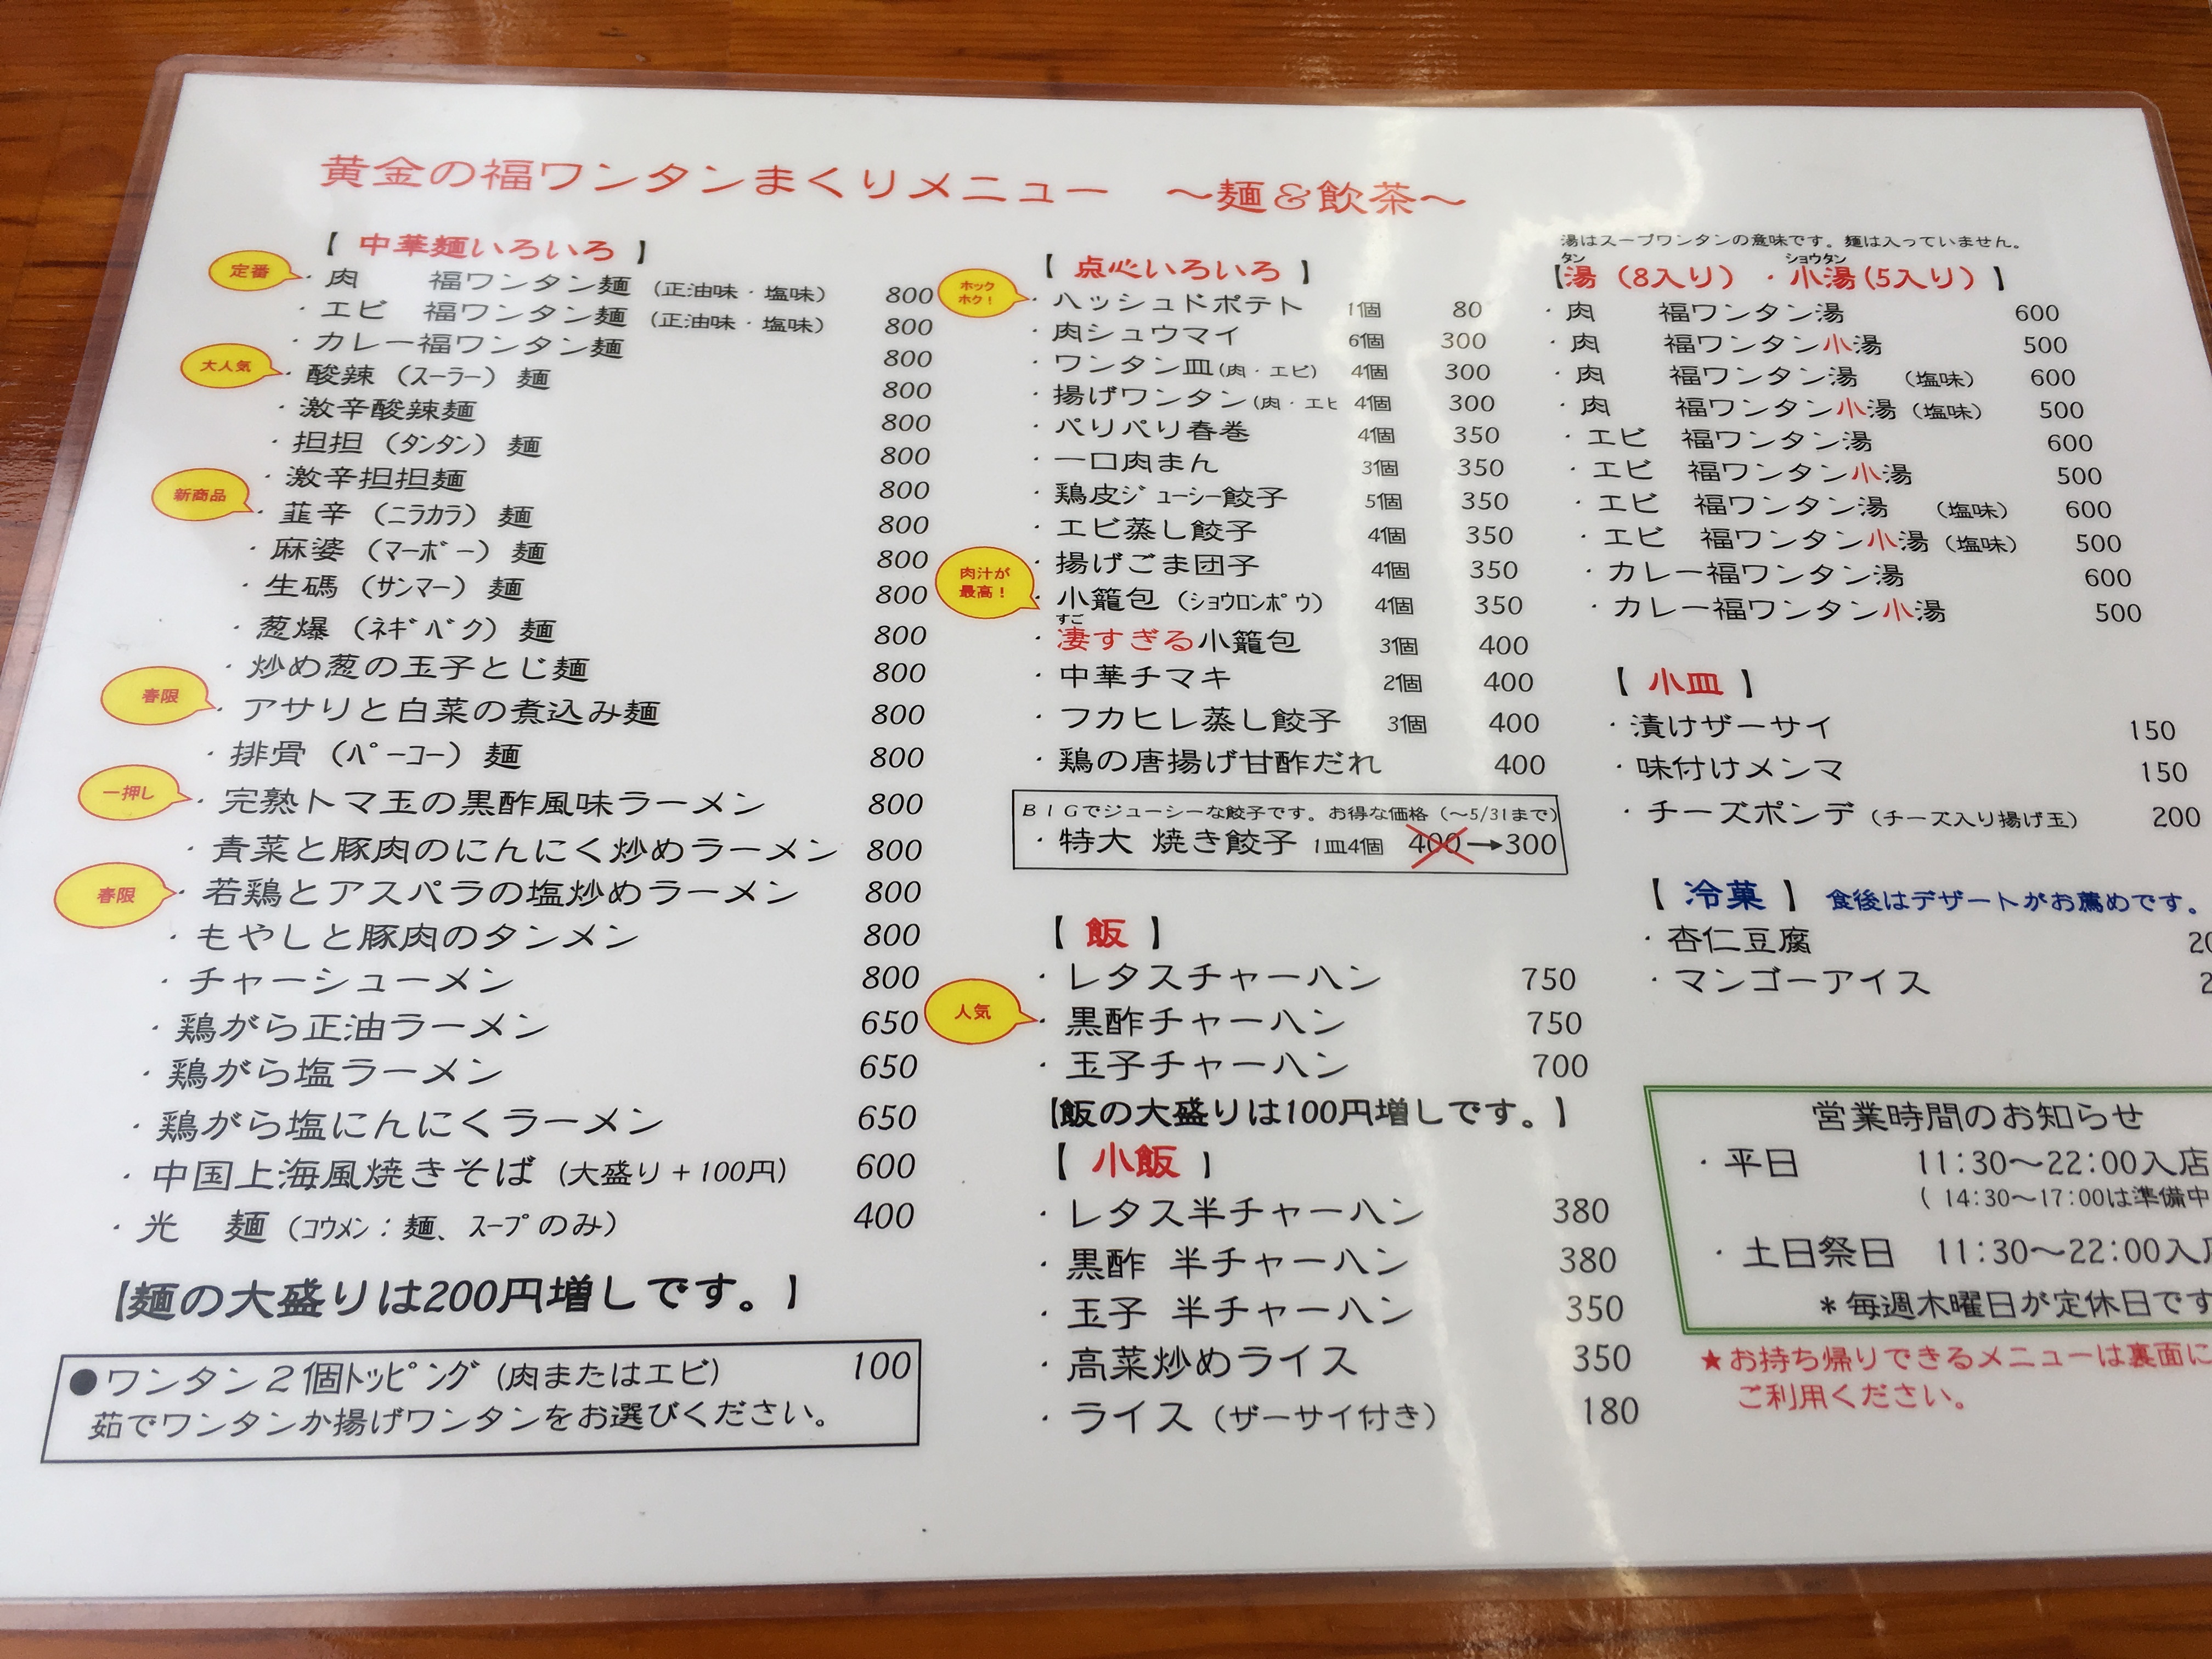 黄金の福ワンタンまくりメニュー　～麺＆飲茶～
【 中華麺いろいろ 】
定番
・肉　　福ワンタン麺 (正油味・塩味)　800
・エビ　福ワンタン麺 (正油味・塩味)　800
・カレー福ワンタン麺　800
大人気
・酸辣（スーラー）麺　800
・激辛酸辣麺　800
・担担（タンタン）麺　800
・激辛担担麺　800
新商品
・韮辛（ニラカラ）麺　800
・麻婆（マーボー）麺　800
・生碼（サンマー）麺　800
・葱爆（ネギバク）麺　800
・炒め葱の玉子とじ麺　800
春限
・アサリと白菜の煮込み麺　800
・排骨（パーコー）麺　800
一押し
・完熟トマ玉の黒酢風味ラーメン　800
・青菜と豚肉のにんにく炒めラーメン　800
春限
・若鶏とアスパラの塩炒めラーメン　800
・もやしと豚肉のタンメン　800
・チャーシューメン　800
・鶏がら正油ラーメン　650
・鶏がら塩ラーメン　650
・鶏がら塩にんにくラーメン　650
・中国上海風焼きそば（大盛り＋100円）　600
・光　麺（コウメン：麺、スープのみ）　400
【麺の大盛りは200円増しです。】
●ワンタン２個トッピング（肉またはエビ）　100
茹でワンタンか揚げワンタンをお選びください。
【 点心いろいろ 】
ホック
ホク！
・ハッシュドポテト　1個　80
・肉シュウマイ　6個　300
・ワンタン皿(肉・エビ)　4個　300
・揚げワンタン(肉・エビ　4個　300
・パリパリ春巻　4個　350
・一口肉まん　3個　350
・鶏皮ジューシー餃子　5個　350
・エビ蒸し餃子　4個　350
・揚げごま団子　4個　350
肉汁が
最高！
・小籠包（ショウロンポウ）　4個　350
すご
・凄すぎる小籠包　3個　400
・中華チマキ　2個　400
・フカヒレ蒸し餃子　3個　400
・鶏の唐揚げ甘酢だれ　400
ＢＩＧでジューシーな餃子です。お得な価格（～5/31まで）
・特大 焼き餃子　1皿4個　400→300
【 飯 】
・レタスチャーハン　750
人気
・黒酢チャーハン　750
・玉子チャーハン　700
【飯の大盛りは100円増しです。】
【 小飯 】
・レタス半チャーハン　380
・黒酢 半チャーハン　380
・玉子 半チャーハン　350
・高菜炒めライス　350
・ライス（ザーサイ付き）　180
湯はスープワンタンの意味です。麺は入っていません。
タン　ショウタン
【湯（8入り）・小湯(5入り）】
・肉　福ワンタン湯　600
・肉　福ワンタン小湯　500
・肉　福ワンタン湯　（塩味）　600
・肉　福ワンタン小湯（塩味）　500
・エビ　福ワンタン湯　600
・エビ　福ワンタン小湯　500
・エビ　福ワンタン湯　（塩味）　600
・エビ　福ワンタン小湯（塩味）　500
・カレー福ワンタン湯　600
・カレー福ワンタン小湯　500
【 小皿 】
・漬けザーサイ　150
・味付けメンマ　150
・チーズポンデ（チーズ入り揚げ玉）　200
【 冷菓 】 食後はデザートがお薦めです。
・杏仁豆腐　20
・マンゴーアイス　2
営業時間のお知らせ
・平日　11:30～22:00入店
（ 14:30～17:00は準備中
・土日祭日　11:30～22:00入店
＊毎週木曜日が定休日です
★お持ち帰りできるメニューは裏面に
ご利用ください。